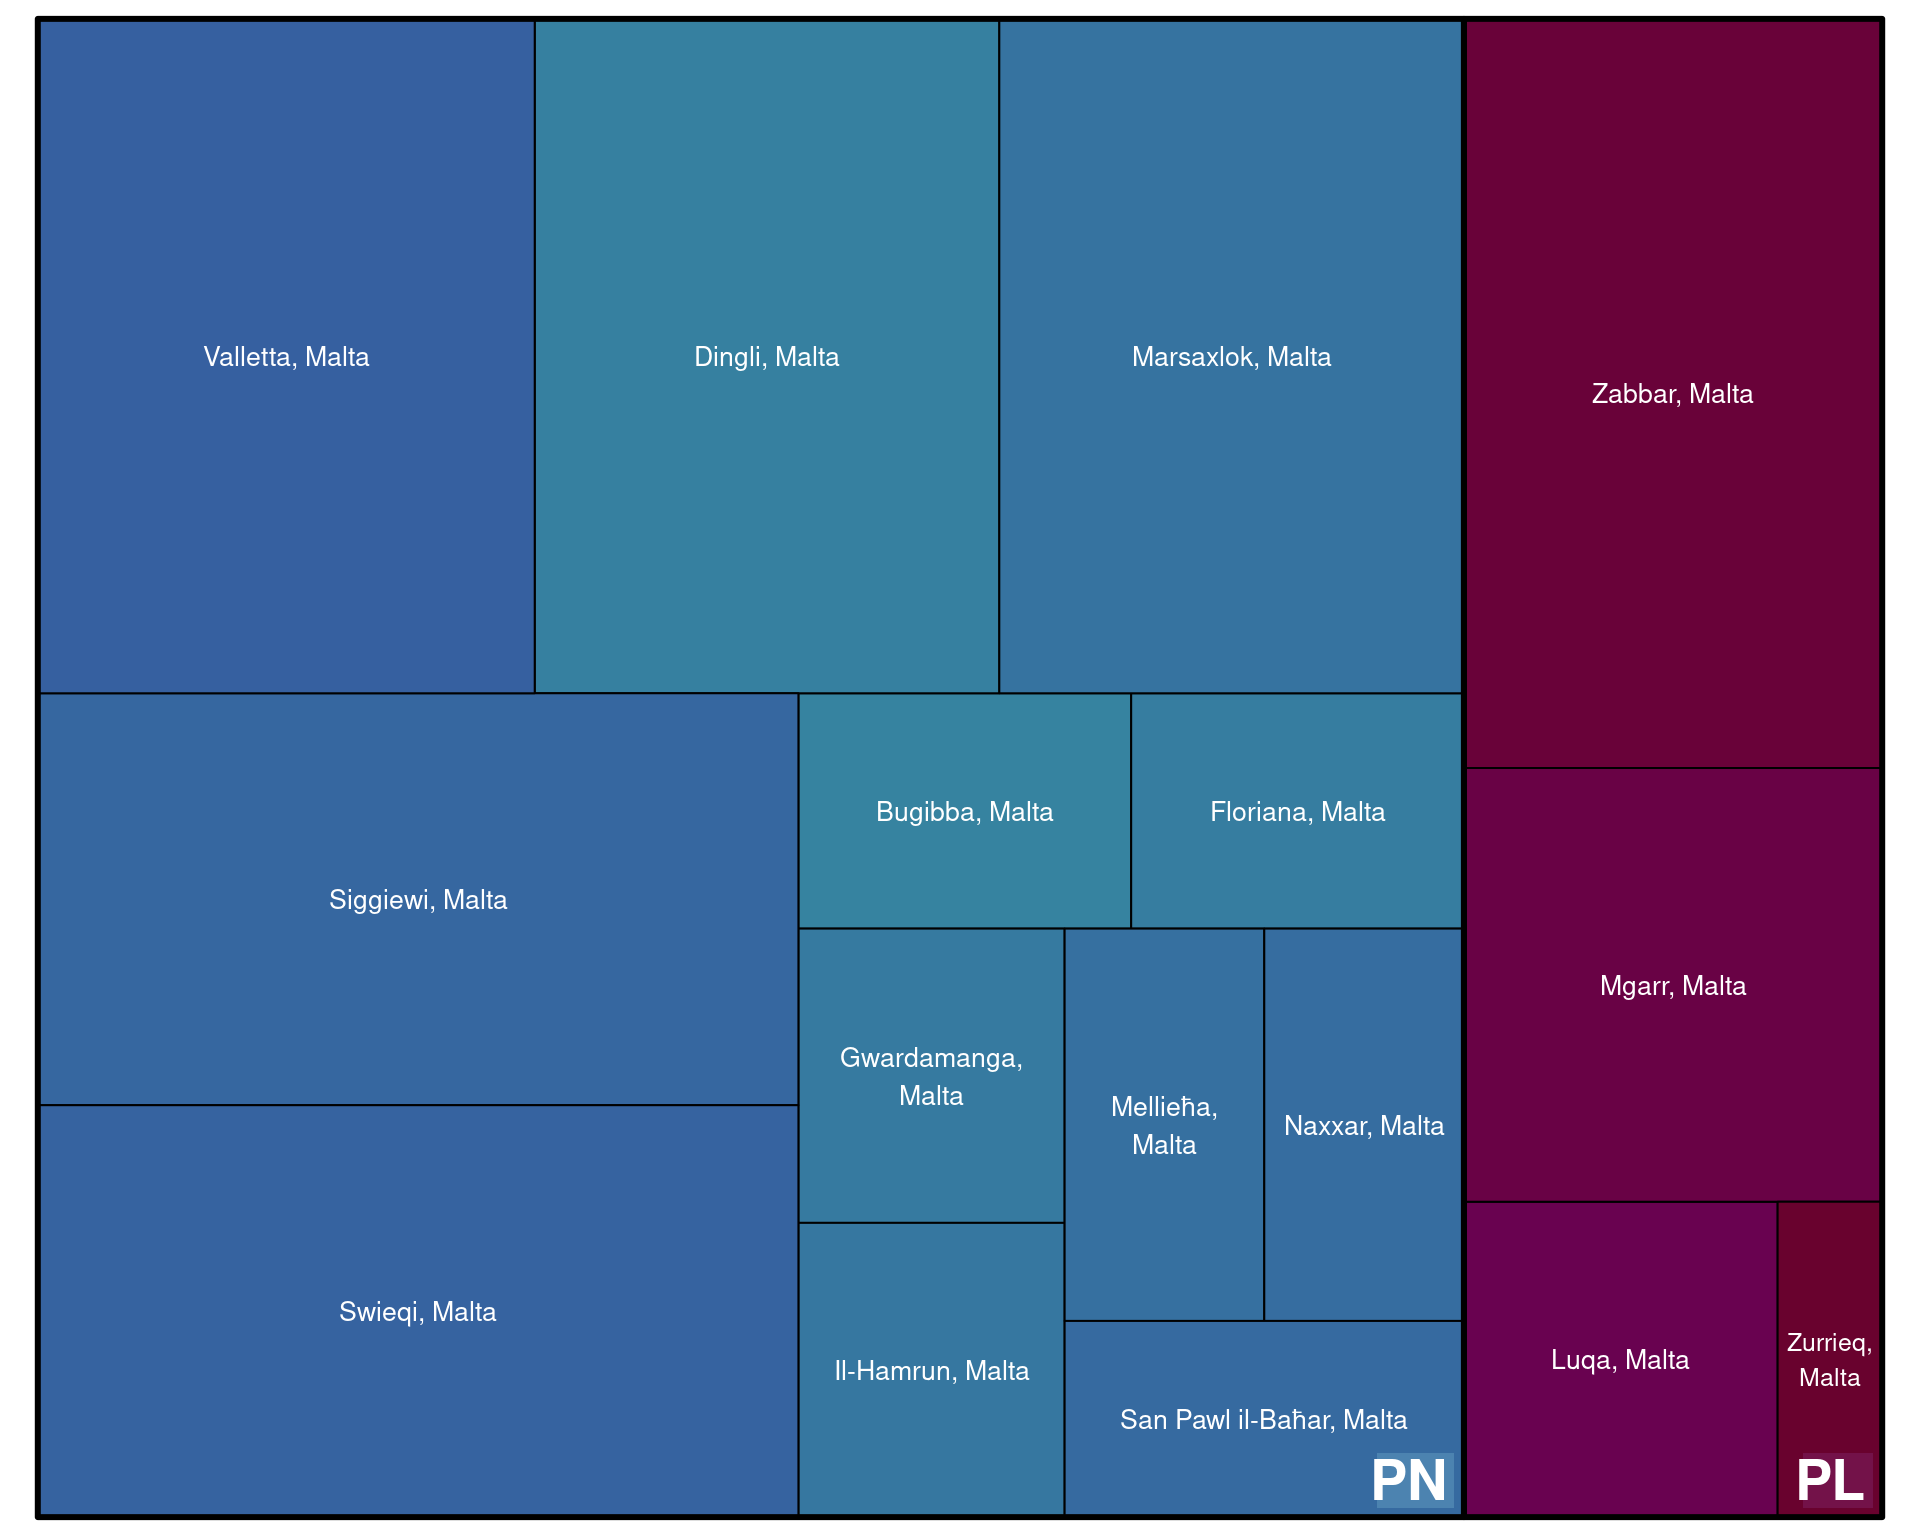 Valletta, Malta
Dingli, Malta
Marsaxlok, Malta
Zabbar, Malta
Siggiewi, Malta
Bugibba, Malta
Floriana, Malta
Mgarr, Malta
Gwardamanga,
Malta
Mellieħa,
Malta
Naxxar, Malta
Swieqi, Malta
Il-Hamrun, Malta
San Pawl il-Baħar, Malta
Luqa, Malta
Zurrieq,
Malta
PN
PL